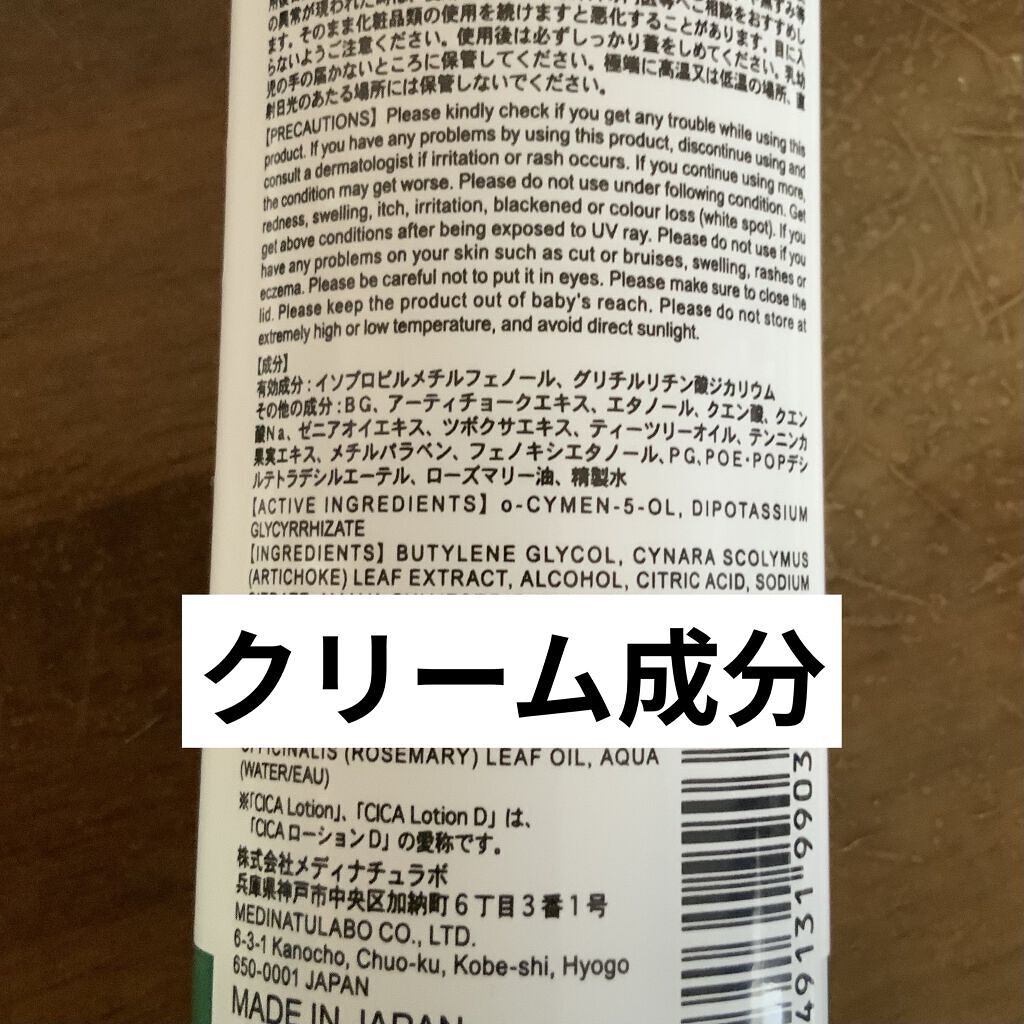 の異常が現われた時は、
ます。そのまま化粧品類の使用を続けますと悪化することがあります。目に入
らないようご注意ください。使用後は必ずしっかり蓋をしめてください。乳幼
児の手の届かないところに保管してください。極端に高温又は低温の場所、直
射日光のあたる場所には保管しないでください。
【PRECAUTIONS】Please kindly check if you get any trouble while using this
product. If you have any problems by using this product, discontinue using and
consult a dermatologist if irritation or rash occurs. If you continue using more,
the condition may get worse. Please do not use under following condition. Get
redness, swelling, itch, irritation, blackened or colour loss (white spot). If you
get above conditions after being exposed to UV ray. Please do not use if you
have any problems on your skin such as cut or bruises, swelling, rashes or
eczema. Please be careful not to put it in eyes. Please make sure to close the
lid. Please keep the product out of baby's reach. Please do not store at
extremely high or low temperature, and avoid direct sunlight.
【成分】
有効成分：イソプロピルメチルフェノール、グリチルリチン酸ジカリウム
その他の成分：BG、アーティチョークエキス、エタノール、クエン酸、クエン
酸Na、ゼニアオイエキス、ツボクサエキス、ティーツリーオイル、テンニンカ
果実エキス、メチルパラベン、フェノキシエタノール、PG、POE・POPデシ
ルテトラデシルエーテル、ローズマリー油、精製水
【ACTIVE INGREDIENTS】o-CYMEN-5-OL, DIPOTASSIUM
GLYCYRRHIZATE
【INGREDIENTS】BUTYLENE GLYCOL, CYNARA SCOLYMUS
(ARTICHOKE) LEAF EXTRACT, ALCOHOL, CITRIC ACID, SODIUM
クリーム成分
OFFICINALIS (ROSEMARY) LEAF OIL, AQUA
(WATER/EAU)
※「CICA Lotion」、「CICA Lotion D」は、
「CICA ローション D」の愛称です。
株式会社メディナチュラボ
兵庫県神戸市中央区加納町６丁目３番１号
MEDINATULABO CO., LTD.
6-3-1 Kanocho, Chuo-ku, Kobe-shi, Hyogo
650-0001 JAPAN
MADE IN JAPAN
49131 9903